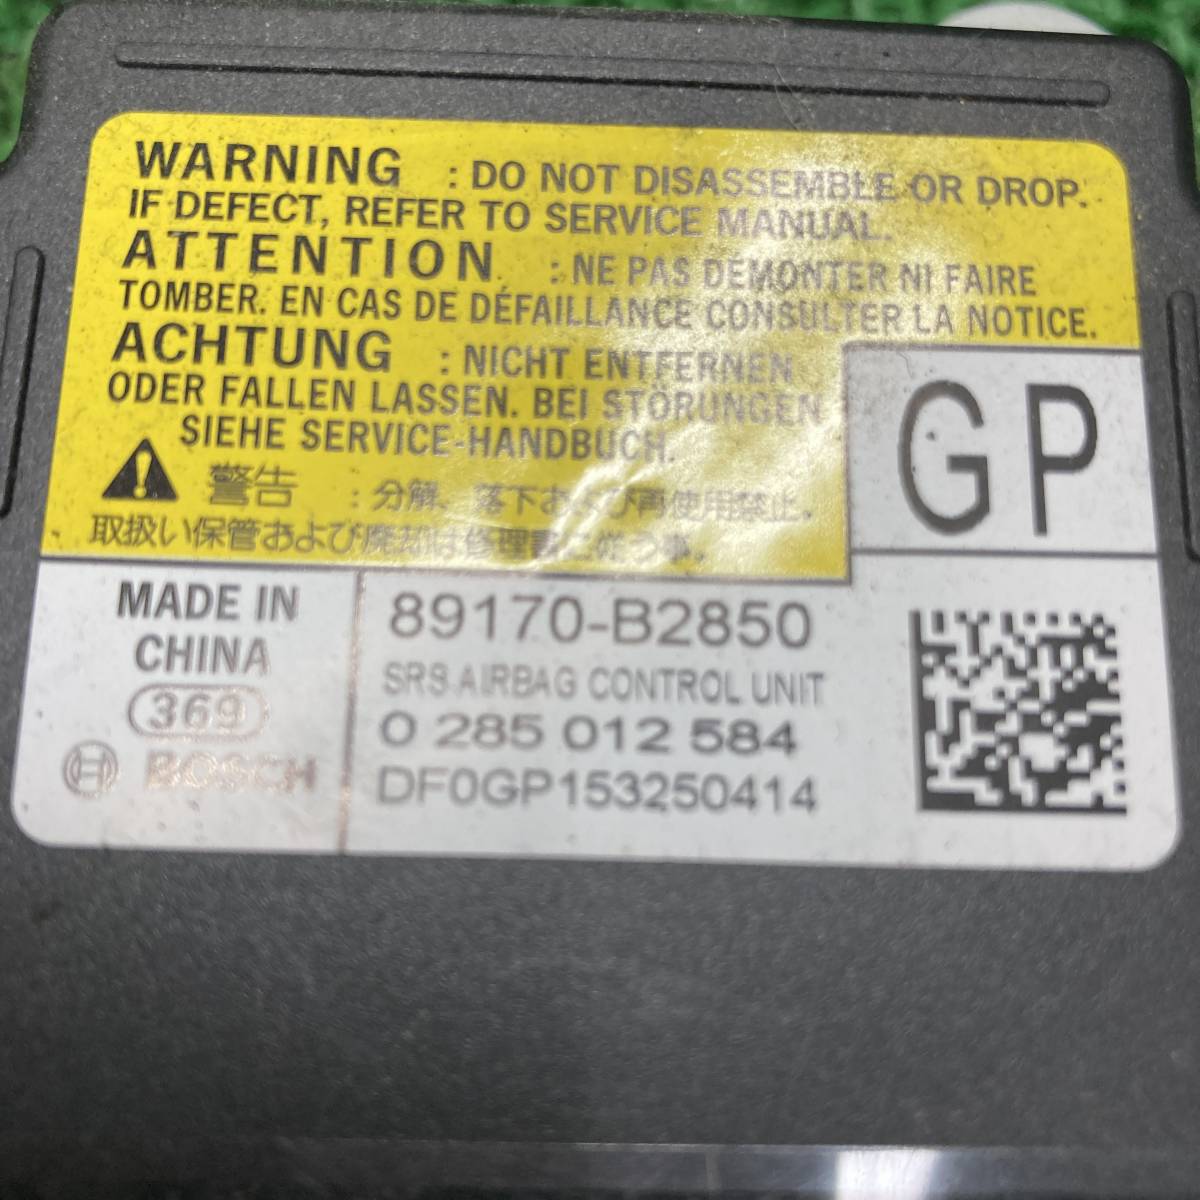 WARNING : DO NOT DISASSEMBLE OR DROP.
IF DEFECT, REFER TO SERVICE MANUAL.
ATTENTION : NE PAS DÉMONTER NI FAIRE
TOMBER. EN CAS DE DÉFAILLANCE CONSULTER LA NOTICE.
ACHTUNG : NICHT ENTFERNEN
ODER FALLEN LASSEN. BEI STÖRUNGEN
SIEHE SERVICE-HANDBUCH.
警告 : 分解、落下および再使用禁止.
取扱い保管および廃却は修理書に従う事.
GP
MADE IN
CHINA
369
BOSCH
89170-B2850
SRS AIRBAG CONTROL UNIT
0 285 012 584
DF0GP153250414